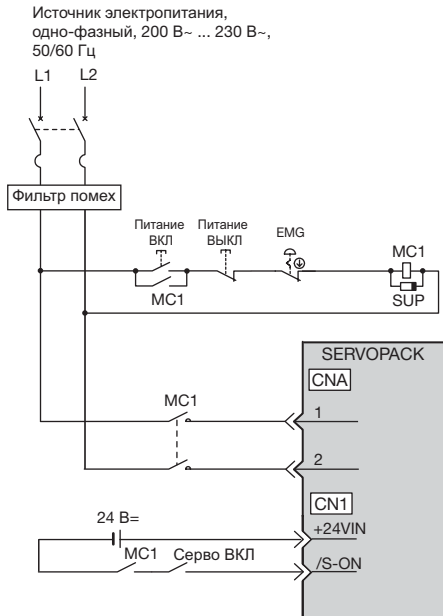 Источник электропитания,
одно-фазный, 200 В~ ... 230 В~,
50/60 Гц
L1 L2
Фильтр помех
Питание ВКЛ
Питание ВЫКЛ
EMG
MC1
MC1
SUP
SERVOPACK
CNA
MC1
1
2
CN1
24 В=
+24VIN
MC1 Серво ВКЛ
/S-ON